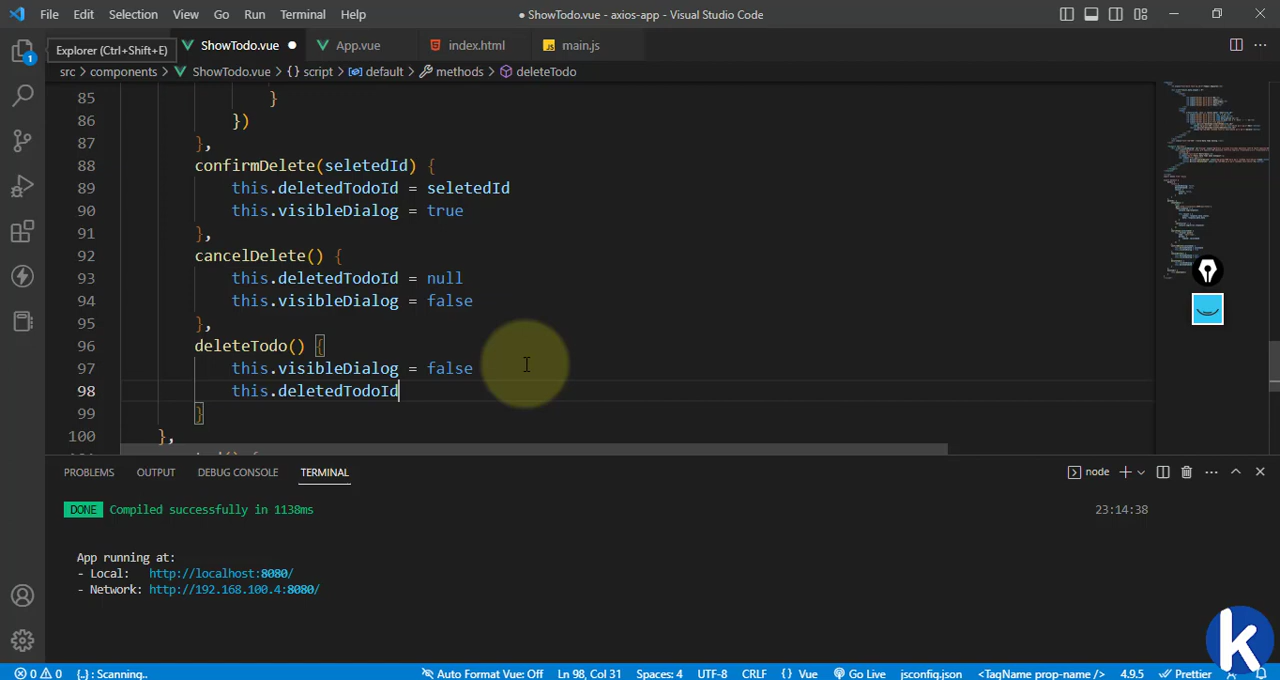 File Edit Selection View Go Run Terminal Help ● ShowTodo.vue - axios-app - Visual Studio Code
Explorer (Ctrl+Shift+E) ShowTodo.vue ● App.vue index.html JS main.js
src > components > ShowTodo.vue > {} script > default > methods > deleteTodo
85 }
86 })
87 },
88 confirmDelete(seletedId) {
89 this.deletedTodoId = seletedId
90 this.visibleDialog = true
91 },
92 cancelDelete() {
93 this.deletedTodoId = null
94 this.visibleDialog = false
95 },
96 deleteTodo() {
97 this.visibleDialog = false
98 this.deletedTodoId
99 }
100 },
PROBLEMS OUTPUT DEBUG CONSOLE TERMINAL node
DONE Compiled successfully in 1138ms 23:14:38
App running at:
- Local: http://localhost:8080/
- Network: http://192.168.100.4:8080/
1
k
0 0 {..} : Scanning.. Auto Format Vue: Off Ln 98, Col 31 Spaces: 4 UTF-8 CRLF {} Vue Go Live jsconfig.json <TagName prop-name /> 4.9.5 Prettier